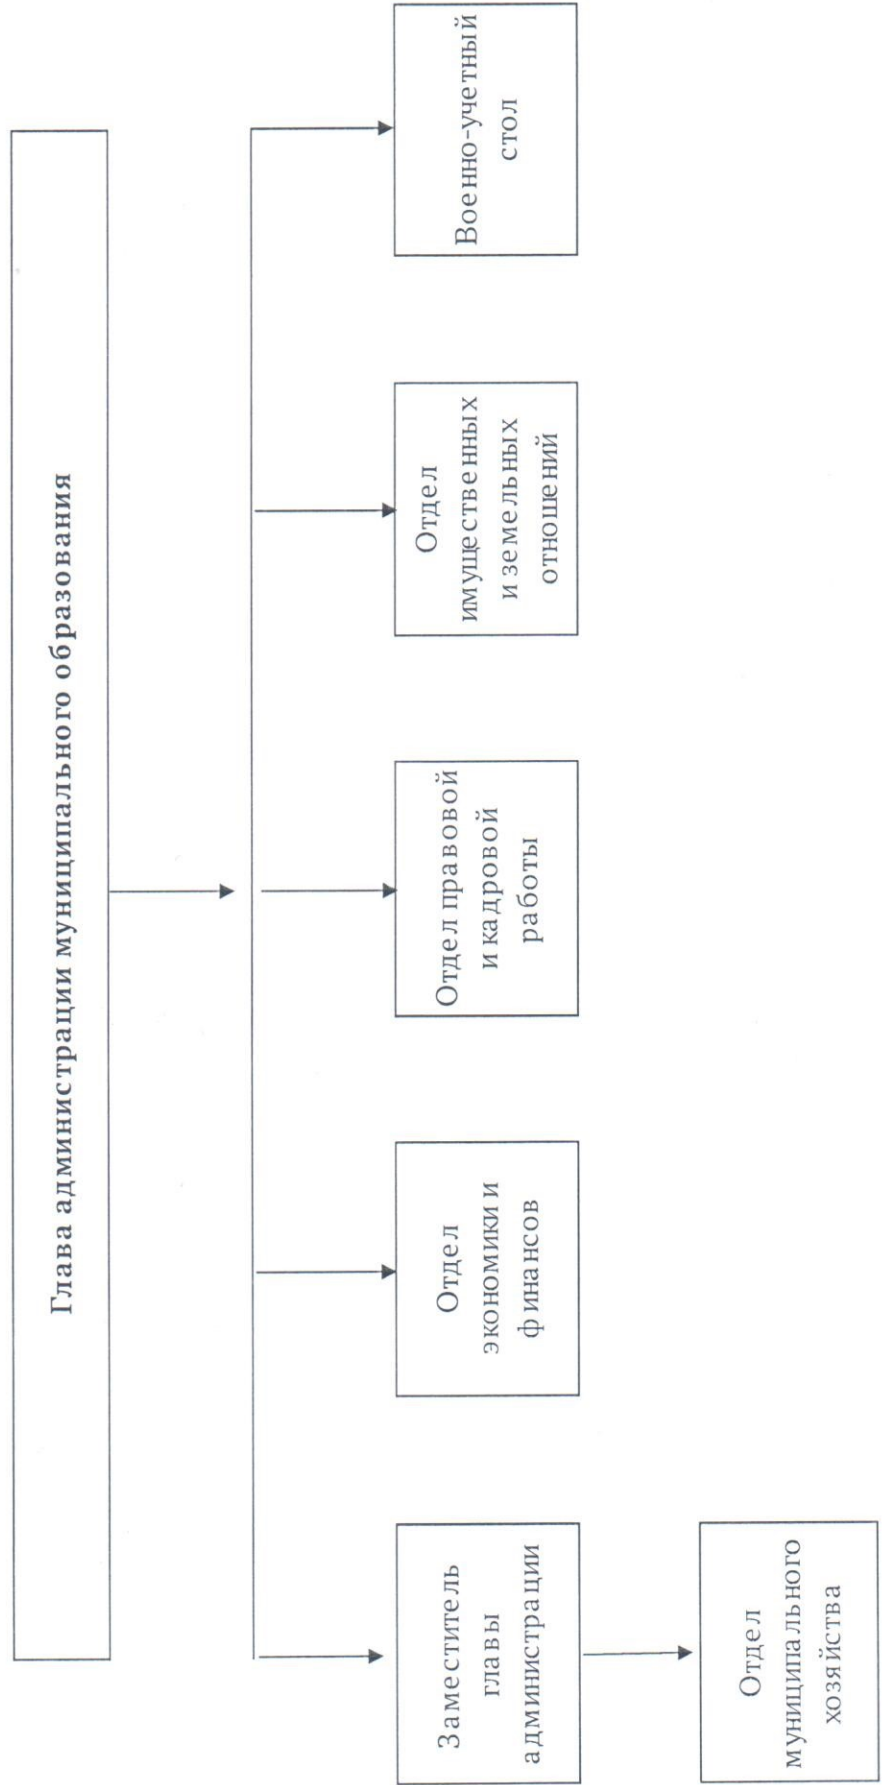 Глава администрации муниципального образования
Заместитель
главы
администрации
Отдел
экономики и
финансов
Отдел правовой
и кадровой
работы
Отдел
имущественных
и земельных
отношений
Военно-учетный
стол
Отдел
муниципального
хозяйства